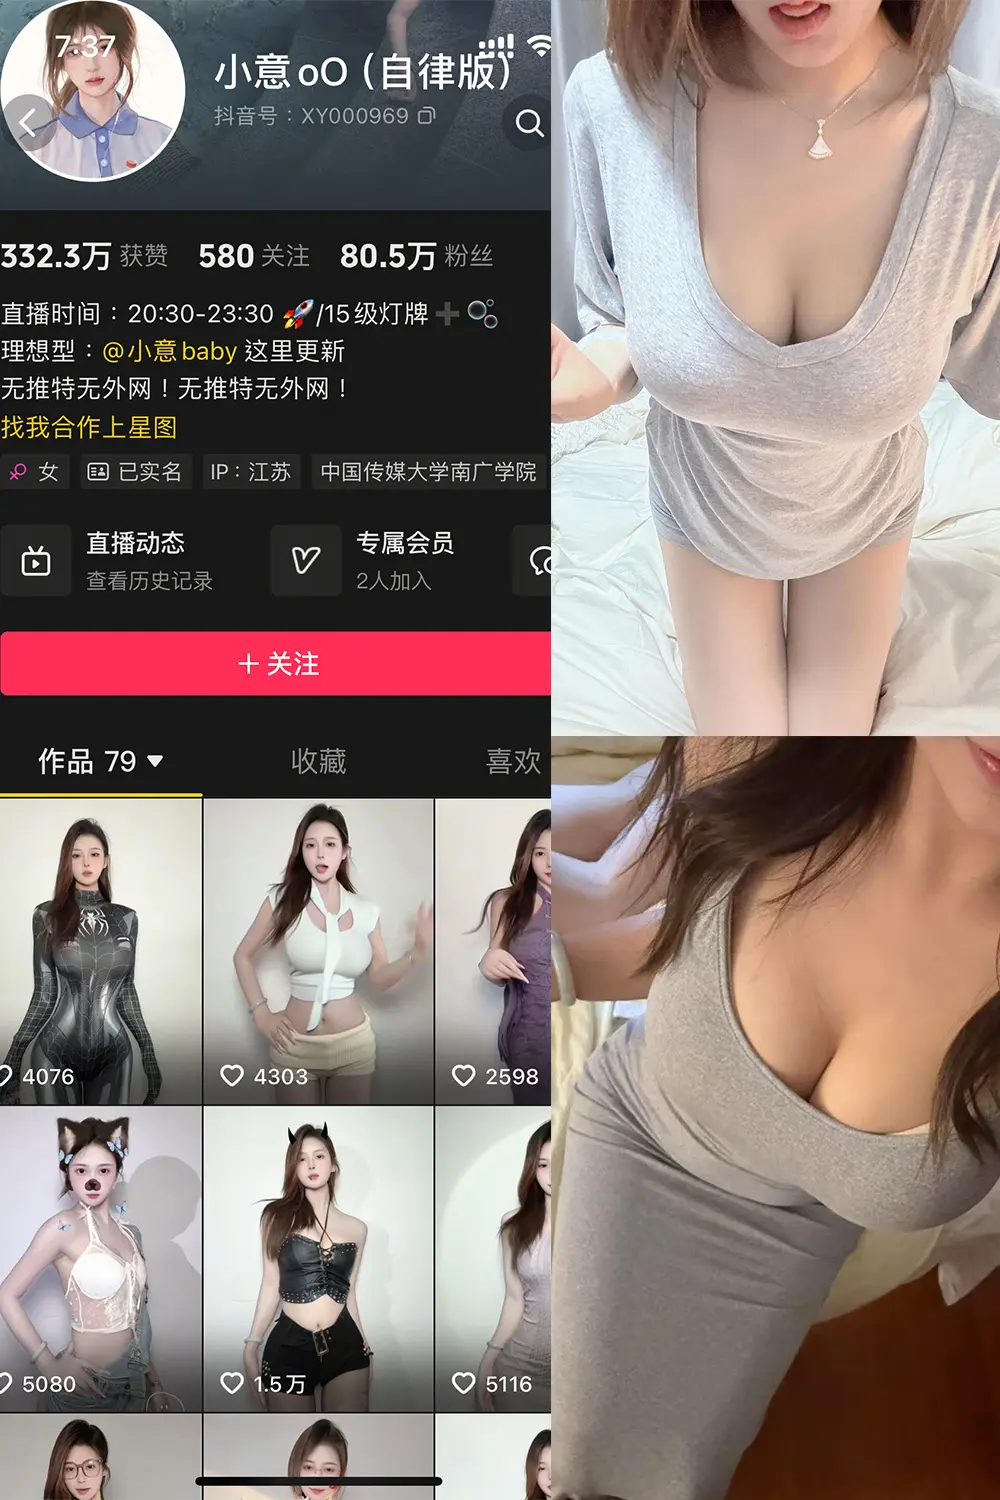 7:37
小意oO（自律版）
抖音号：XY000969
332.3万 获赞 580 关注 80.5万 粉丝
直播时间：20:30-23:30 🚀/15级灯牌➕🫧
理想型：@小意baby 这里更新
无推特无外网！无推特无外网！
找我合作上星图
女 已实名 IP：江苏 中国传媒大学南广学院
直播动态 专属会员
查看历史记录 2人加入
＋关注
作品 79 收藏 喜欢
4076 4303 2598
5080 1.5万 5116